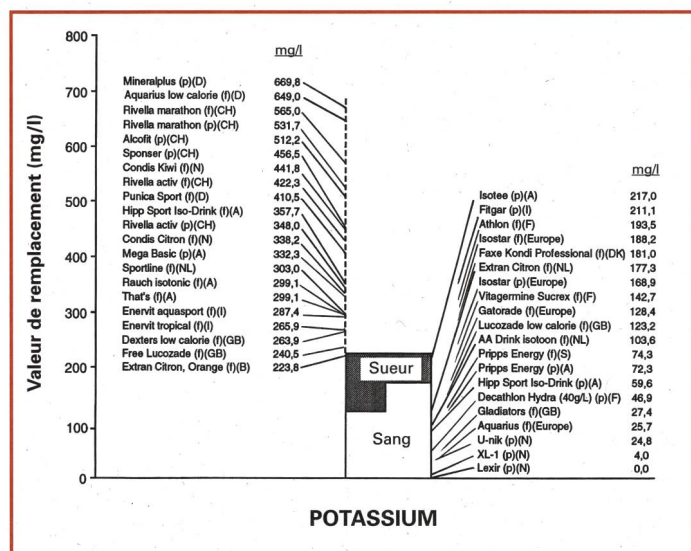 Valeur de remplacement (mg/l)
800
700
600
500
400
300
200
100
0
mg/l
Mineralplus (p)(D) 669,8
Aquarius low calorie (f)(D) 649,0
Rivella marathon (f)(CH) 565,0
Rivella marathon (p)(CH) 531,7
Alcofit (p)(CH) 512,2
Sponser (p)(CH) 456,5
Condis Kiwi (f)(N) 441,8
Rivella activ (f)(CH) 422,3
Punica Sport (f)(D) 410,5
Hipp Sport Iso-Drink (f)(A) 357,7
Rivella activ (p)(CH) 348,0
Condis Citron (f)(N) 338,2
Mega Basic (p)(A) 332,3
Sportline (f)(NL) 303,0
Rauch isotonic (f)(A) 299,1
That's (f)(A) 299,1
Enervit aquasport (f)(I) 287,4
Enervit tropical (f)(I) 265,9
Dexters low calorie (f)(GB) 263,9
Free Lucozade (f)(GB) 240,5
Extran Citron, Orange (f)(B) 223,8
Sueur
Sang
mg/l
Isotee (p)(A) 217,0
Fitgar (p)(I) 211,1
Athlon (f)(F) 193,5
Isostar (f)(Europe) 188,2
Faxe Kondi Professional (f)(DK) 181,0
Extran Citron (f)(NL) 177,3
Isostar (p)(Europe) 168,9
Vitagermine Sucrex (f)(F) 142,7
Gatorade (f)(Europe) 128,4
Lucozade low calorie (f)(GB) 123,2
AA Drink isotoon (f)(NL) 103,6
Pripps Energy (f)(S) 74,3
Pripps Energy (p)(A) 72,3
Hipp Sport Iso-Drink (p)(A) 59,6
Decathlon Hydra (40g/L) (p)(F) 46,9
Gladiators (f)(GB) 27,4
Aquarius (f)(Europe) 25,7
U-nik (p)(N) 24,8
XL-1 (p)(N) 4,0
Lexir (p)(N) 0,0
POTASSIUM